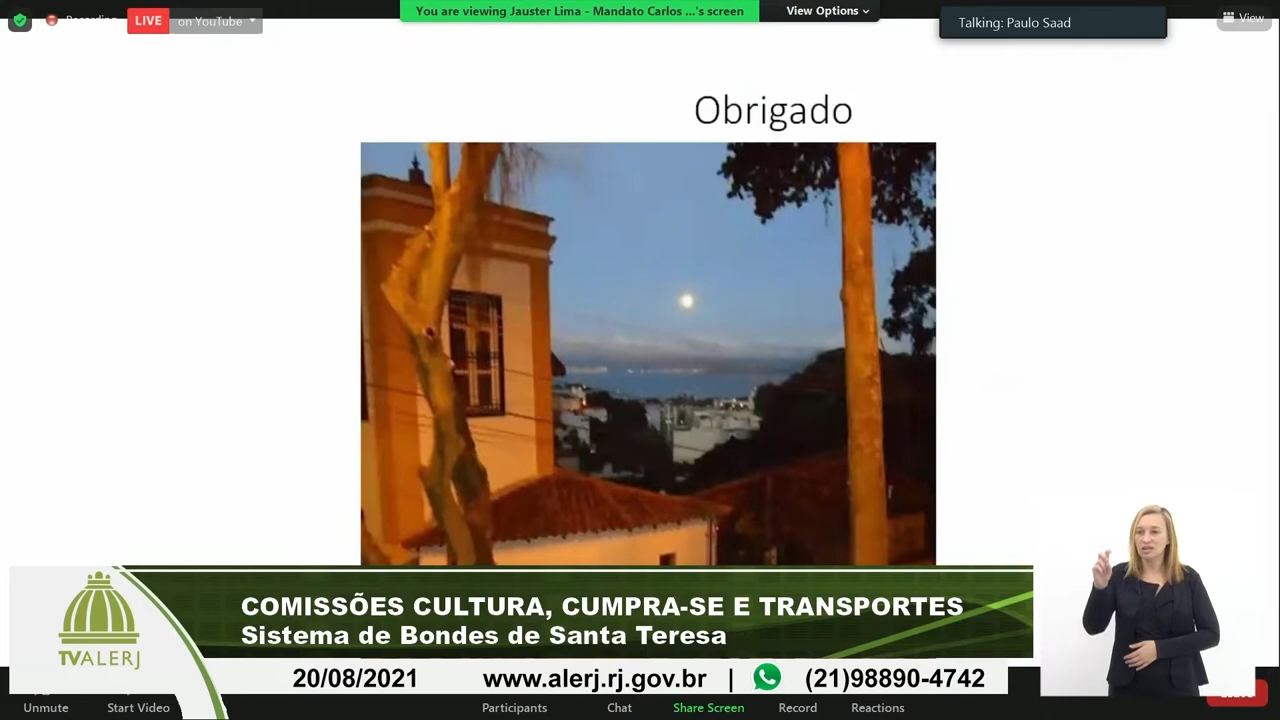 Recording
LIVE on YouTube
You are viewing Jauster Lima - Mandato Carlos ...'s screen
View Options
Talking: Paulo Saad
View
Obrigado
COMISSÕES CULTURA, CUMPRA-SE E TRANSPORTES
Sistema de Bondes de Santa Teresa
TVALERJ
20/08/2021 www.alerj.rj.gov.br | (21)98890-4742
Unmute
Start Video
Participants
Chat
Share Screen
Record
Reactions